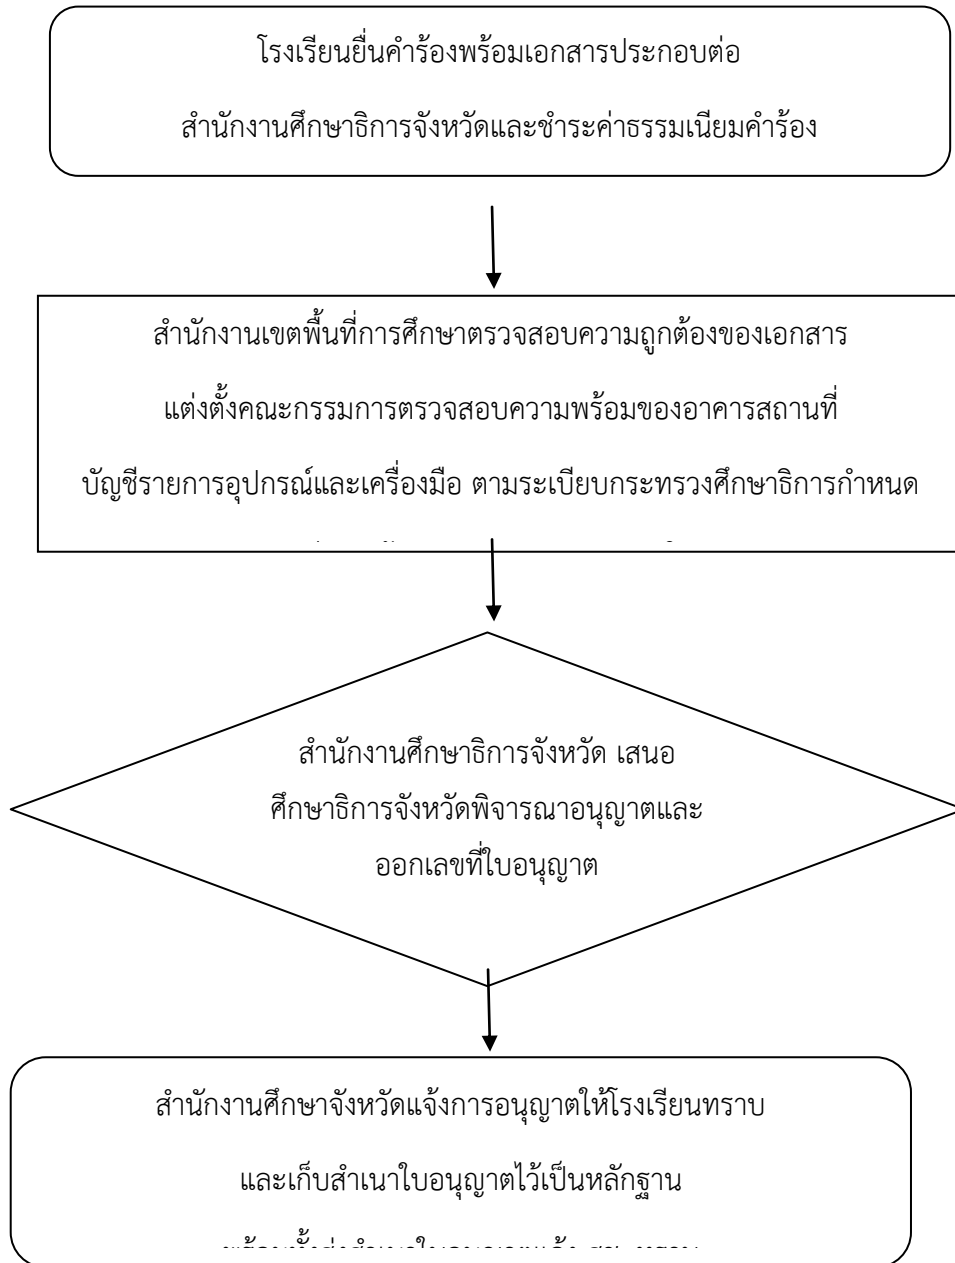 โรงเรียนยื่นคำร้องพร้อมเอกสารประกอบต่อ
สำนักงานศึกษาธิการจังหวัดและชำระค่าธรรมเนียมคำร้อง
สำนักงานเขตพื้นที่การศึกษาตรวจสอบความถูกต้องของเอกสาร
แต่งตั้งคณะกรรมการตรวจสอบความพร้อมของอาคารสถานที่
บัญชีรายการอุปกรณ์และเครื่องมือ ตามระเบียบกระทรวงศึกษาธิการกำหนด
สำนักงานศึกษาธิการจังหวัด เสนอ
ศึกษาธิการจังหวัดพิจารณาอนุญาตและ
ออกเลขที่ใบอนุญาต
สำนักงานศึกษาจังหวัดแจ้งการอนุญาตให้โรงเรียนทราบ
และเก็บสำเนาใบอนุญาตไว้เป็นหลักฐาน